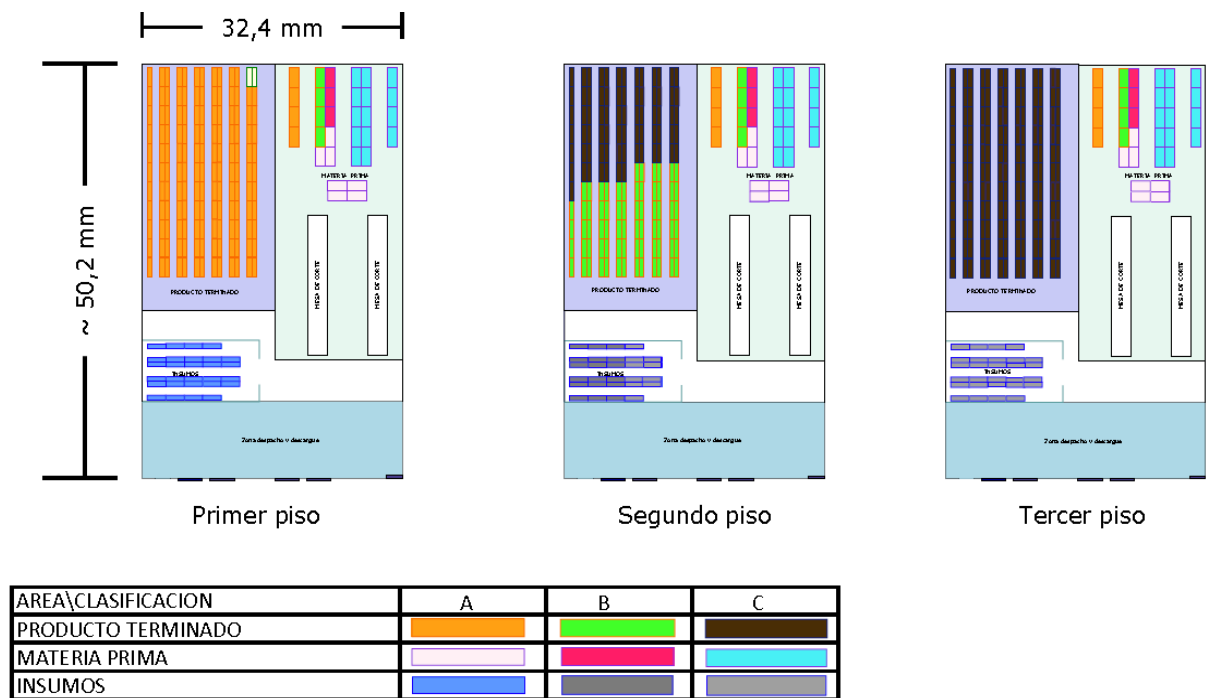 32,4 mm
~ 50,2 mm
MATERIA PRIMA
MESA DE CORTE
MESA DE CORTE
PRODUCTO TERMINADO
INSUMOS
Zona despacho y descargue
Primer piso
MATERIA PRIMA
MESA DE CORTE
MESA DE CORTE
PRODUCTO TERMINADO
INSUMOS
Zona despacho y descargue
Segundo piso
MATERIA PRIMA
MESA DE CORTE
MESA DE CORTE
PRODUCTO TERMINADO
INSUMOS
Zona despacho y descargue
Tercer piso
AREA\CLASIFICACION A B C
PRODUCTO TERMINADO
MATERIA PRIMA
INSUMOS